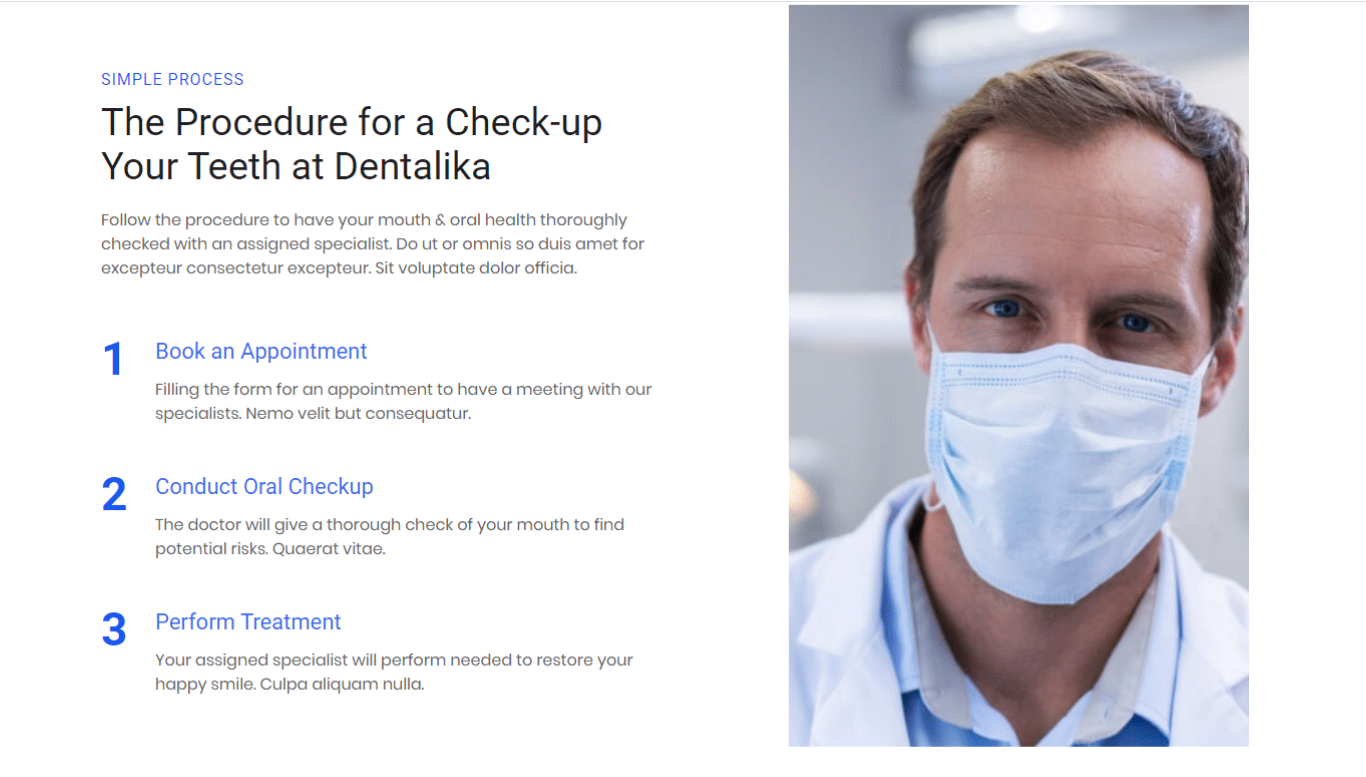 SIMPLE PROCESS
The Procedure for a Check-up
Your Teeth at Dentalika
Follow the procedure to have your mouth & oral health thoroughly
checked with an assigned specialist. Do ut or omnis so duis amet for
excepteur consectetur excepteur. Sit voluptate dolor officia.
1 Book an Appointment
Filling the form for an appointment to have a meeting with our
specialists. Nemo velit but consequatur.
2 Conduct Oral Checkup
The doctor will give a thorough check of your mouth to find
potential risks. Quaerat vitae.
3 Perform Treatment
Your assigned specialist will perform needed to restore your
happy smile. Culpa aliquam nulla.